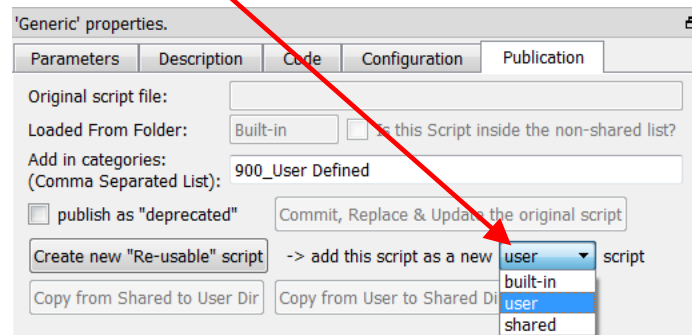 'Generic' properties.
Parameters Description Code Configuration Publication
Original script file:
Loaded From Folder: Built-in Is this Script inside the non-shared list?
Add in categories:
(Comma Separated List): 900_User Defined
publish as "deprecated" Commit, Replace & Update the original script
Create new "Re-usable" script -> add this script as a new user script
built-in
Copy from Shared to User Dir Copy from User to Shared Di user
shared